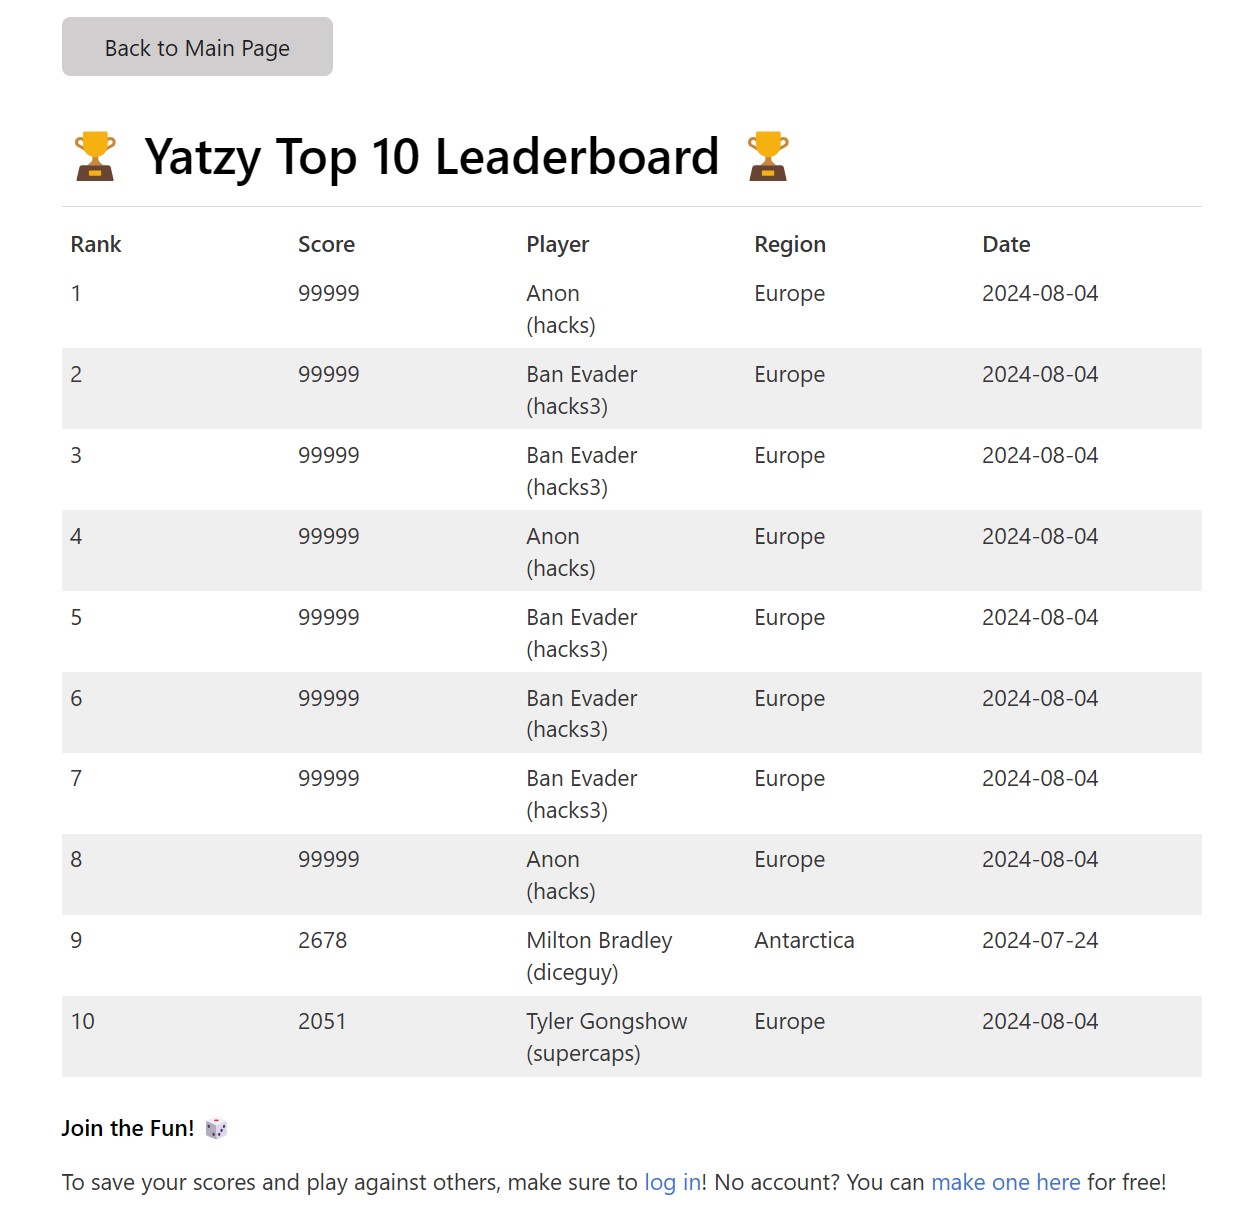 Back to Main Page
Yatzy Top 10 Leaderboard
Rank Score Player Region Date
1 99999 Anon Europe 2024-08-04
(hacks)
2 99999 Ban Evader Europe 2024-08-04
(hacks3)
3 99999 Ban Evader Europe 2024-08-04
(hacks3)
4 99999 Anon Europe 2024-08-04
(hacks)
5 99999 Ban Evader Europe 2024-08-04
(hacks3)
6 99999 Ban Evader Europe 2024-08-04
(hacks3)
7 99999 Ban Evader Europe 2024-08-04
(hacks3)
8 99999 Anon Europe 2024-08-04
(hacks)
9 2678 Milton Bradley Antarctica 2024-07-24
(diceguy)
10 2051 Tyler Gongshow Europe 2024-08-04
(supercaps)
Join the Fun!
To save your scores and play against others, make sure to log in! No account? You can make one here for free!